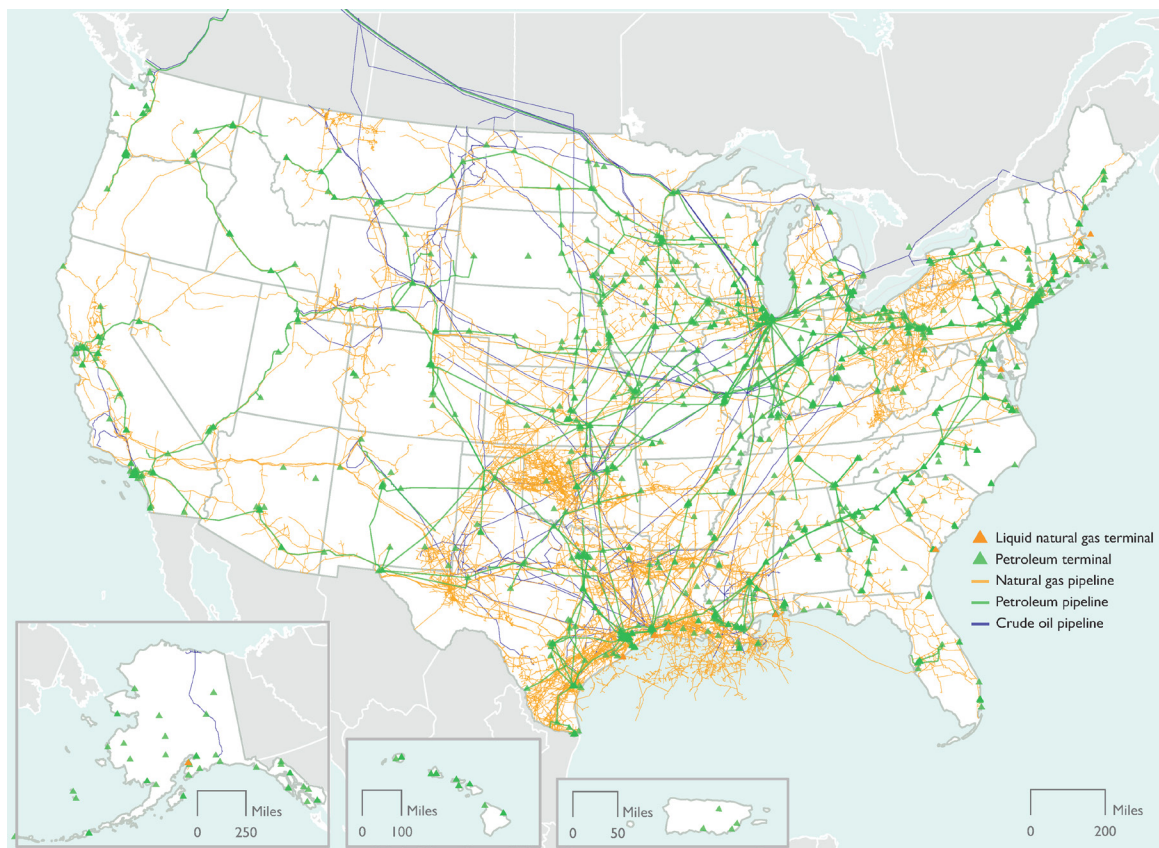 Liquid natural gas terminal
Petroleum terminal
Natural gas pipeline
Petroleum pipeline
Crude oil pipeline
Miles
0 250
Miles
0 100
Miles
0 50
Miles
0 200